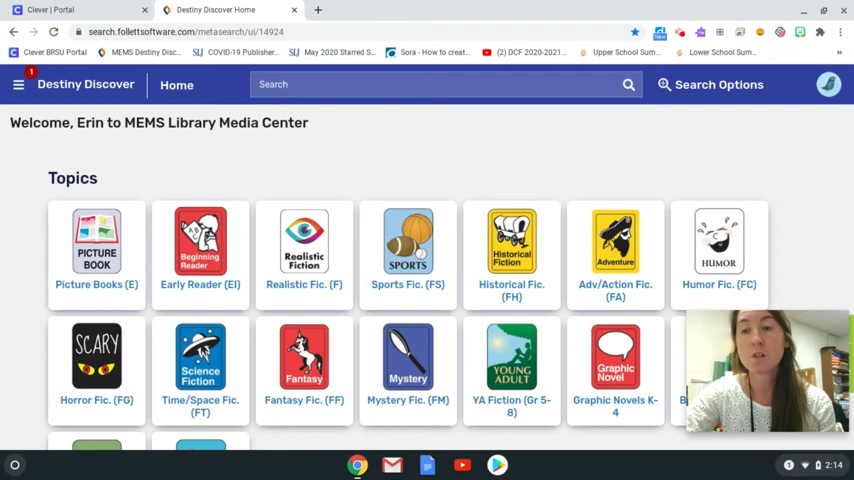 Clever | Portal
Destiny Discover Home
search.follettsoftware.com/metasearch/ui/14924
New
Clever BRSU Portal
MEMS Destiny Disc...
SLJ
COVID-19 Publisher...
SLJ
May 2020 Starred S...
Sora - How to creat...
(2) DCF 2020-2021...
Upper School Sum...
Lower School Sum...
1
Destiny Discover
Home
Search
Search Options
Welcome, Erin to MEMS Library Media Center
Topics
PICTURE
BOOK
Beginning
Reader
Realistic
Fiction
SPORTS
Historical
Fiction
Adventure
HUMOR
Picture Books (E)
Early Reader (EI)
Realistic Fic. (F)
Sports Fic. (FS)
Historical Fic.
(FH)
Adv/Action Fic.
(FA)
Humor Fic. (FC)
SCARY
Science
Fiction
Fantasy
Mystery
YOUNG
ADULT
Graphic
Novel
Horror Fic. (FG)
Time/Space Fic.
(FT)
Fantasy Fic. (FF)
Mystery Fic. (FM)
YA Fiction (Gr 5-
8)
Graphic Novels K-
4
1
2:14